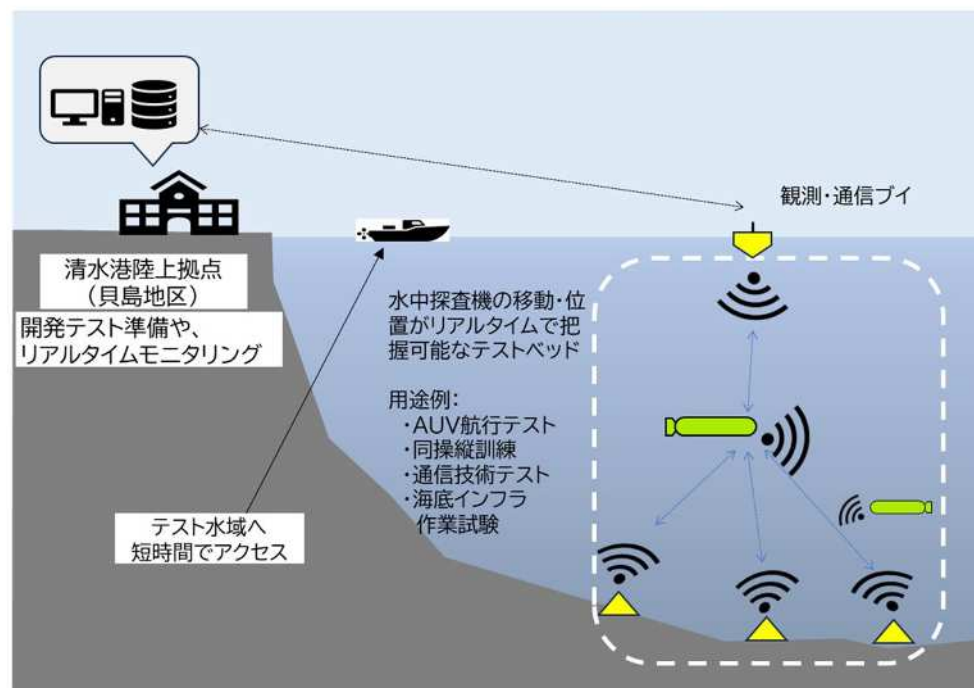 観測・通信ブイ
清水港陸上拠点
（貝島地区）
開発テスト準備や、
リアルタイムモニタリング
水中探査機の移動・位
置がリアルタイムで把
握可能なテストベッド
用途例：
・AUV航行テスト
・同操縦訓練
・通信技術テスト
・海底インフラ
作業試験
テスト水域へ
短時間でアクセス